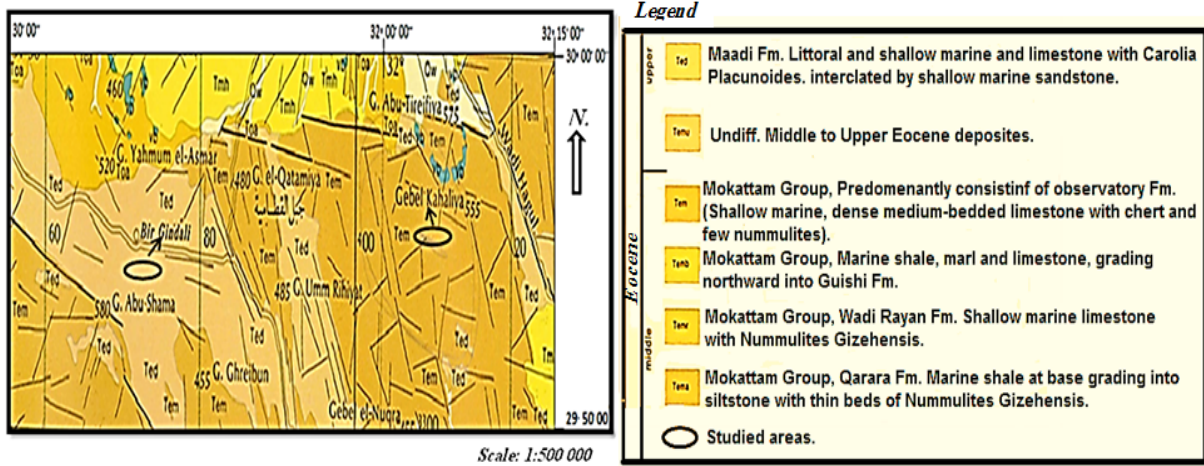 Legend
30' 00"
32 00' 00"
32 15' 00"
30 00' 00"
Toa
460
Tmh
Qw
Tmh
32°
Qw
Ted
G. Abu-Tireifiya
575
Tem
N.
520
G. Yahmum el-Asmar
Toa
Toa
Ted
Tem
Tem
Wadi Hagul
Ted
Ted
Tem
480
G. el-Qatamiya
جبل القطامية
Gebel Kahaliya
555
60
Bir Gindali
80
Tem
Ted
400
Tem
20
Ted
G. Abu-Shama
580
Tem
485
G. Umm Rihiyat
Ted
Ted
Tem
Ted
Tem
455
G. Ghreibun
Tem
Tem
Tem
Gebel el-Nuqra
Tem
29 50 00
Scale: 1:500 000
Eocene
upper
middle
Ted
Maadi Fm. Littoral and shallow marine and limestone with Carolia
Placunoides. interclated by shallow marine sandstone.
Temu
Undiff. Middle to Upper Eocene deposites.
Tem
Mokattam Group, Predomenantly consistinf of observatory Fm.
(Shallow marine, dense medium-bedded limestone with chert and
few nummulites).
Temb
Mokattam Group, Marine shale, marl and limestone, grading
northward into Guishi Fm.
Temr
Mokattam Group, Wadi Rayan Fm. Shallow marine limestone
with Nummulites Gizehensis.
Tema
Mokattam Group, Qarara Fm. Marine shale at base grading into
siltstone with thin beds of Nummulites Gizehensis.
Studied areas.